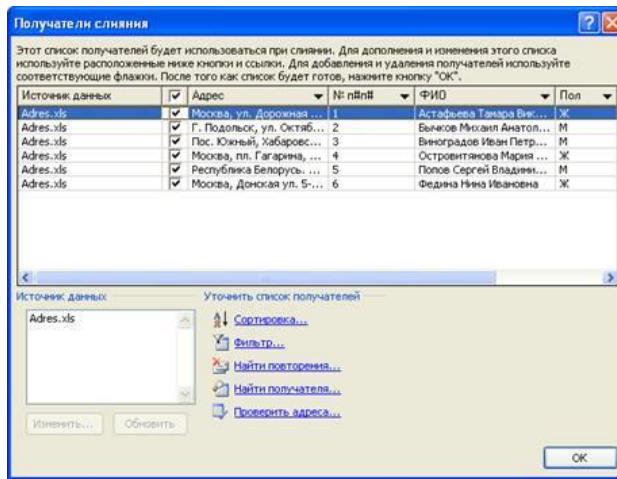 Получатели слияния
Этот список получателей будет использоваться при слиянии. Для дополнения и изменения этого списка
используйте расположенные ниже кнопки и ссылки. Для добавления и удаления получателей используйте
соответствующие флажки. После того как список будет готов, нажмите кнопку "ОК".
Источник данных Адрес № п#п# ФИО Пол
Adres.xls Москва, ул. Дорожная ... 1 Астафьева Тамара Вик... Ж
Adres.xls Г. Подольск, ул. Октяб... 2 Бычков Михаил Анатол... М
Adres.xls Пос. Южный, Хабаровс... 3 Виноградов Иван Петр... М
Adres.xls Москва, пл. Гагарина, ... 4 Островитянова Мария ... Ж
Adres.xls Республика Белорусь. ... 5 Попов Сергей Владими... М
Adres.xls Москва, Донская ул. 5-... 6 Федина Нина Ивановна Ж
Источник данных
Adres.xls
Изменить... Обновить
Уточнить список получателей
Сортировка...
Фильтр...
Найти повторения...
Найти получателя...
Проверить адреса...
ОК